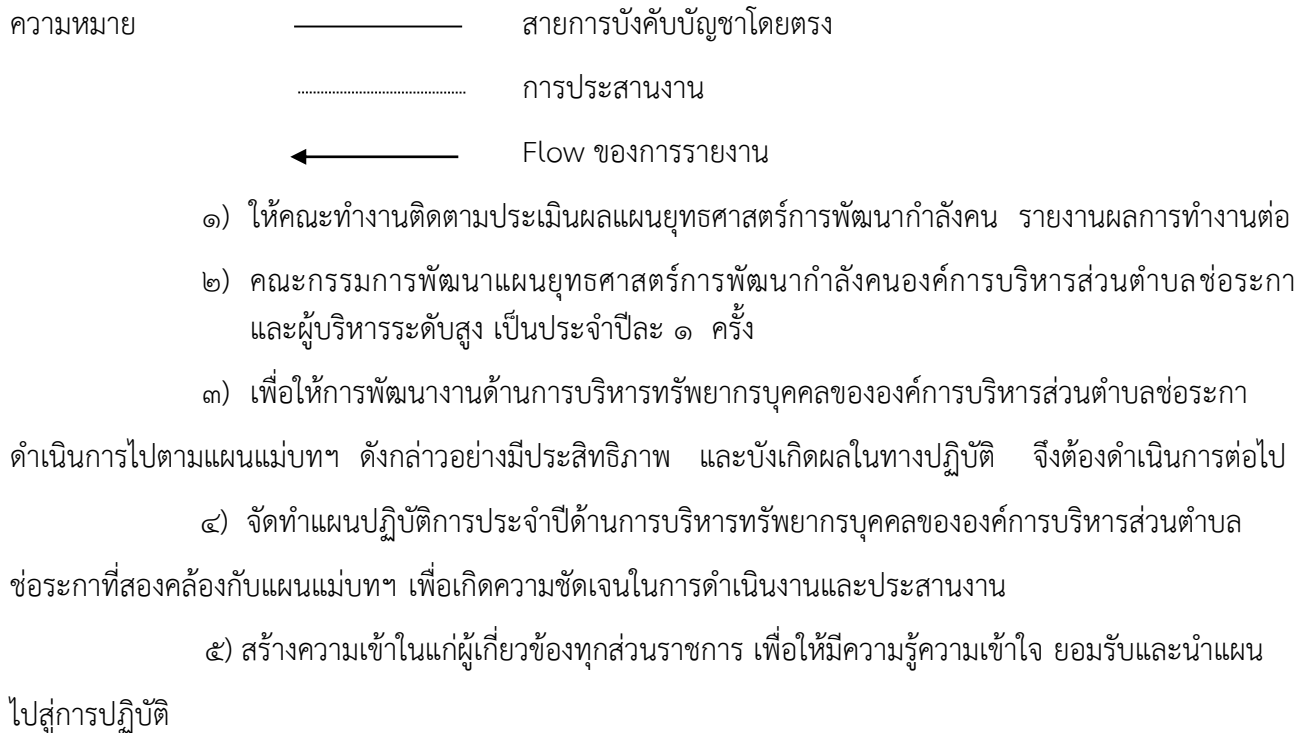 ความหมาย สายการบังคับบัญชาโดยตรง
การประสานงาน
Flow ของการรายงาน
๑) ให้คณะทำงานติดตามประเมินผลแผนยุทธศาสตร์การพัฒนากำลังคน รายงานผลการทำงานต่อ
๒) คณะกรรมการพัฒนาแผนยุทธศาสตร์การพัฒนากำลังคนองค์การบริหารส่วนตำบลช่อระกา
และผู้บริหารระดับสูง เป็นประจำปีละ ๑ ครั้ง
๓) เพื่อให้การพัฒนางานด้านการบริหารทรัพยากรบุคคลขององค์การบริหารส่วนตำบลช่อระกา
ดำเนินการไปตามแผนแม่บทฯ ดังกล่าวอย่างมีประสิทธิภาพ และบังเกิดผลในทางปฏิบัติ จึงต้องดำเนินการต่อไป
๔) จัดทำแผนปฏิบัติการประจำปีด้านการบริหารทรัพยากรบุคคลขององค์การบริหารส่วนตำบล
ช่อระกาที่สองคล้องกับแผนแม่บทฯ เพื่อเกิดความชัดเจนในการดำเนินงานและประสานงาน
๕) สร้างความเข้าในแก่ผู้เกี่ยวข้องทุกส่วนราชการ เพื่อให้มีความรู้ความเข้าใจ ยอมรับและนำแผน
ไปสู่การปฏิบัติ